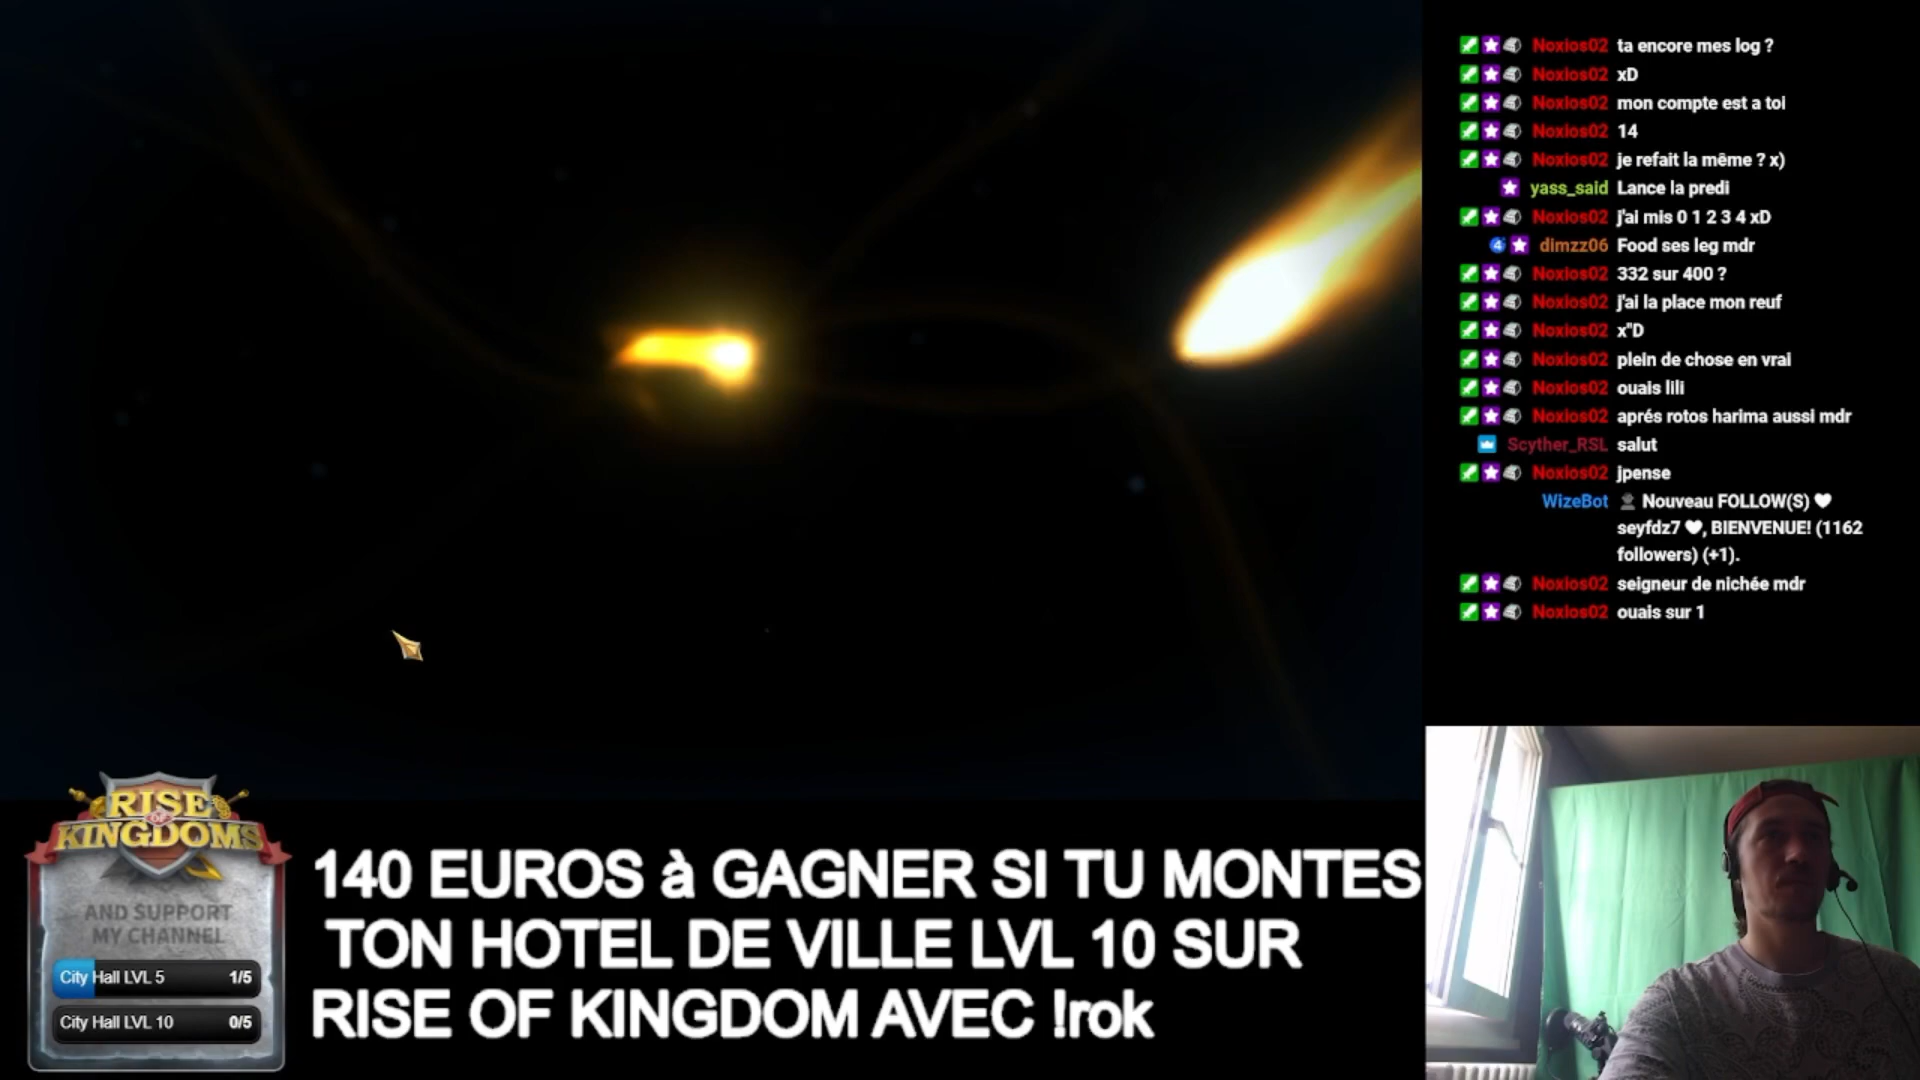 Noxios02 ta encore mes log ?
Noxios02 xD
Noxios02 mon compte est a toi
Noxios02 14
Noxios02 je refait la même ? x)
yass_said Lance la predi
Noxios02 j'ai mis 0 1 2 3 4 xD
4 dimzz06 Food ses leg mdr
Noxios02 332 sur 400 ?
Noxios02 j'ai la place mon reuf
Noxios02 x"D
Noxios02 plein de chose en vrai
Noxios02 ouais lili
Noxios02 aprés rotos harima aussi mdr
Scyther_RSL salut
Noxios02 jpense
WizeBot Nouveau FOLLOW(S)
seyfdz7, BIENVENUE! (1162
followers) (+1).
Noxios02 seigneur de nichée mdr
Noxios02 ouais sur 1
RISE
OF
KINGDOMS
AND SUPPORT
MY CHANNEL
City Hall LVL 5 1/5
City Hall LVL 10 0/5
140 EUROS à GAGNER SI TU MONTES
TON HOTEL DE VILLE LVL 10 SUR
RISE OF KINGDOM AVEC !rok